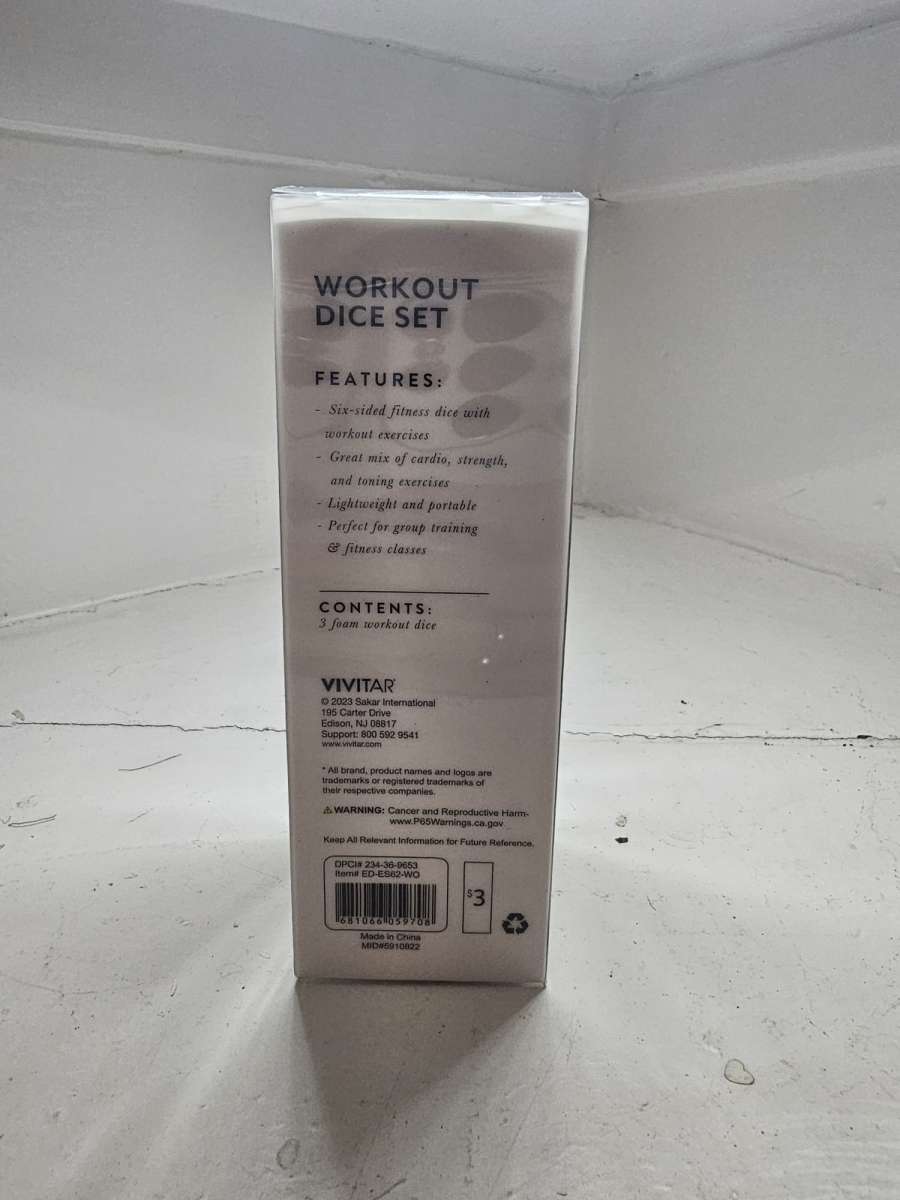 WORKOUT
DICE SET
FEATURES:
- Six-sided fitness dice with
workout exercises
- Great mix of cardio, strength,
and toning exercises
- Lightweight and portable
- Perfect for group training
& fitness classes
CONTENTS:
3 foam workout dice
VIVITAR
© 2023 Sakar International
195 Carter Drive
Edison, NJ 08817
Support: 800 592 9541
www.vivitar.com
* All brand, product names and logos are
trademarks or registered trademarks of
their respective companies.
⚠ WARNING: Cancer and Reproductive Harm-
www.P65Warnings.ca.gov
Keep All Relevant Information for Future Reference.
DPCI# 234-36-9653
Item# ED-ES62-WO
681066 059708
$3
Made in China
MID#5910822